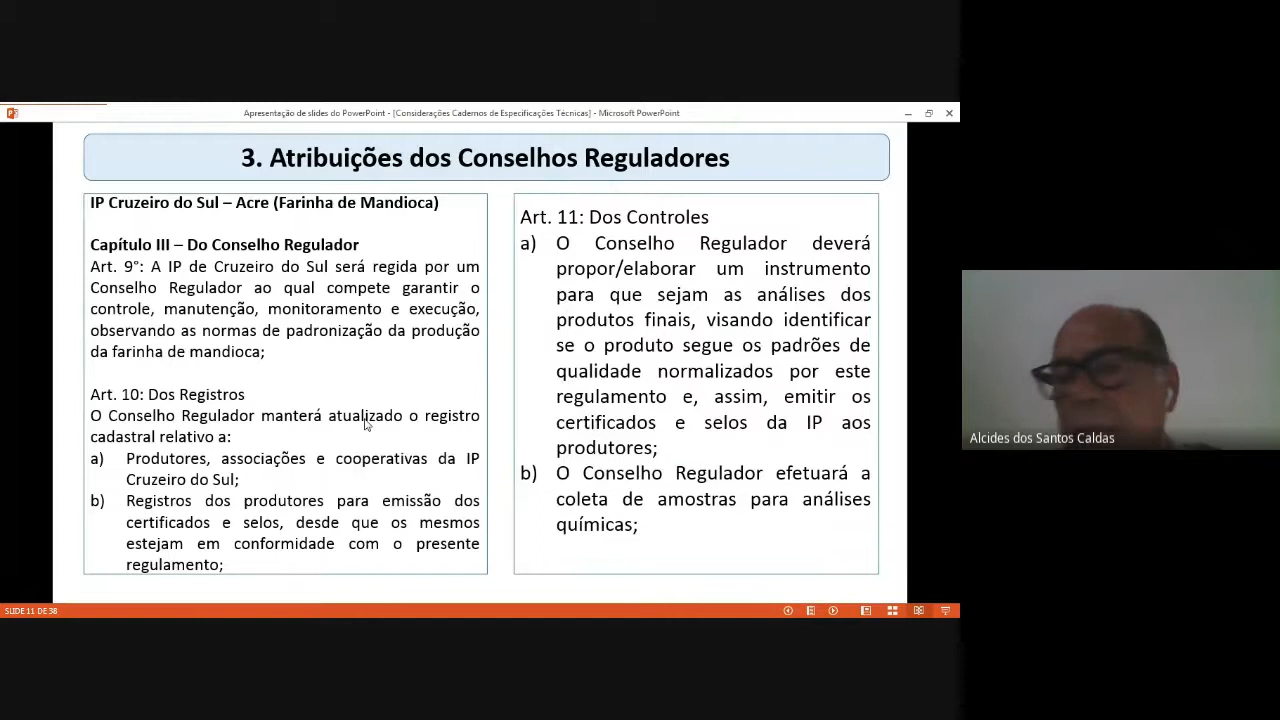 Apresentação de slides do PowerPoint - [Considerações Cadernos de Especificações Técnicas] - Microsoft PowerPoint
3. Atribuições dos Conselhos Reguladores
IP Cruzeiro do Sul – Acre (Farinha de Mandioca)
Capítulo III – Do Conselho Regulador
Art. 9°: A IP de Cruzeiro do Sul será regida por um
Conselho Regulador ao qual compete garantir o
controle, manutenção, monitoramento e execução,
observando as normas de padronização da produção
da farinha de mandioca;
Art. 10: Dos Registros
O Conselho Regulador manterá atualizado o registro
cadastral relativo a:
a) Produtores, associações e cooperativas da IP
Cruzeiro do Sul;
b) Registros dos produtores para emissão dos
certificados e selos, desde que os mesmos
estejam em conformidade com o presente
regulamento;
Art. 11: Dos Controles
a) O Conselho Regulador deverá
propor/elaborar um instrumento
para que sejam as análises dos
produtos finais, visando identificar
se o produto segue os padrões de
qualidade normalizados por este
regulamento e, assim, emitir os
certificados e selos da IP aos
produtores;
b) O Conselho Regulador efetuará a
coleta de amostras para análises
químicas;
Alcides dos Santos Caldas
SLIDE 11 DE 38